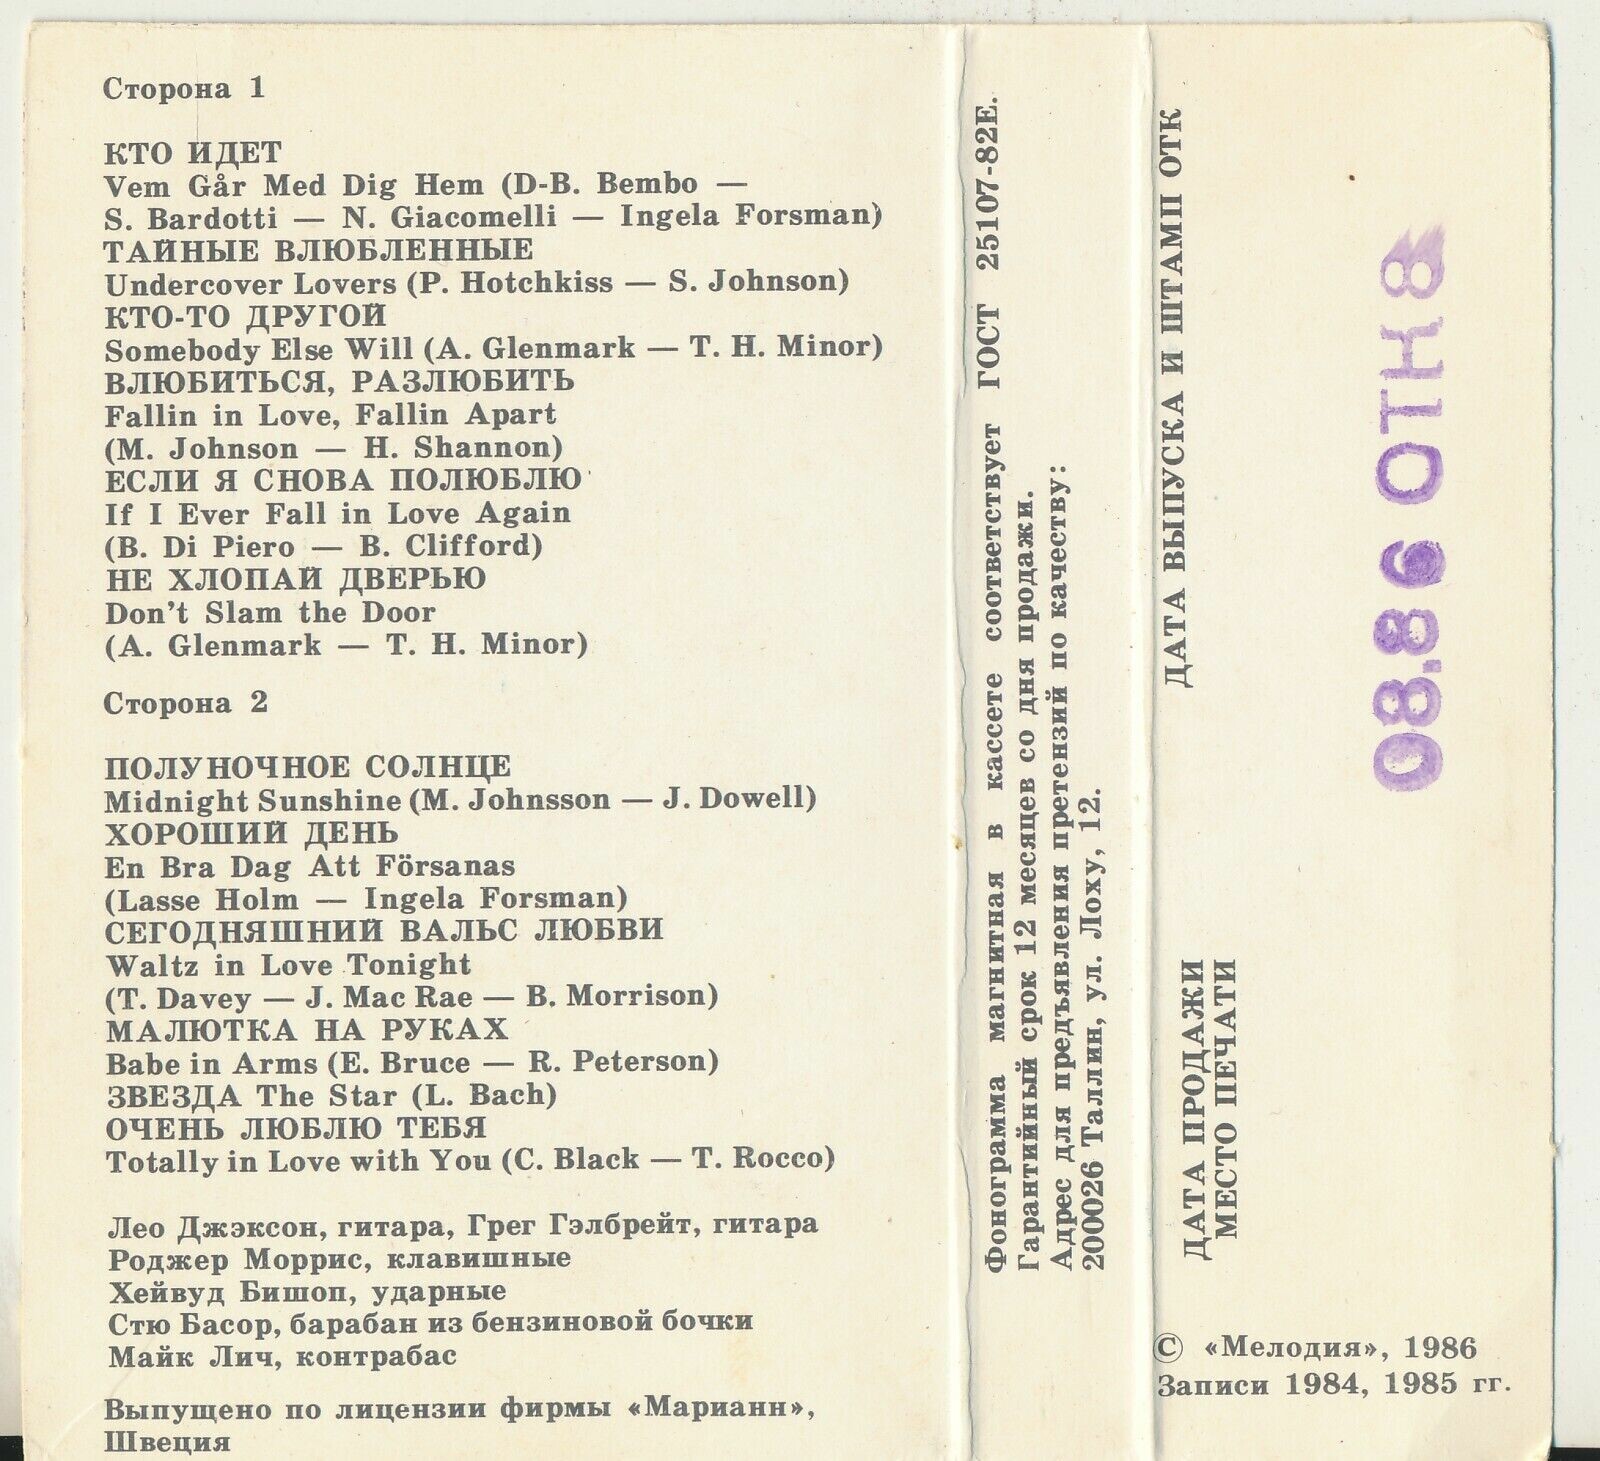 Сторона 1
КТО ИДЕТ
Vem Går Med Dig Hem (D-B. Bembo —
S. Bardotti — N. Giacomelli — Ingela Forsman)
ТАЙНЫЕ ВЛЮБЛЕННЫЕ
Undercover Lovers (P. Hotchkiss — S. Johnson)
КТО-ТО ДРУГОЙ
Somebody Else Will (A. Glenmark — T. H. Minor)
ВЛЮБИТЬСЯ, РАЗЛЮБИТЬ
Fallin in Love, Fallin Apart
(M. Johnson — H. Shannon)
ЕСЛИ Я СНОВА ПОЛЮБЛЮ
If I Ever Fall in Love Again
(B. Di Piero — B. Clifford)
НЕ ХЛОПАЙ ДВЕРЬЮ
Don't Slam the Door
(A. Glenmark — T. H. Minor)
Сторона 2
ПОЛУНОЧНОЕ СОЛНЦЕ
Midnight Sunshine (M. Johnsson — J. Dowell)
ХОРОШИЙ ДЕНЬ
En Bra Dag Att Försanas
(Lasse Holm — Ingela Forsman)
СЕГОДНЯШНИЙ ВАЛЬС ЛЮБВИ
Waltz in Love Tonight
(T. Davey — J. Mac Rae — B. Morrison)
МАЛЮТКА НА РУКАХ
Babe in Arms (E. Bruce — R. Peterson)
ЗВЕЗДА The Star (L. Bach)
ОЧЕНЬ ЛЮБЛЮ ТЕБЯ
Totally in Love with You (C. Black — T. Rocco)
Лео Джэксон, гитара, Грег Гэлбрейт, гитара
Роджер Моррис, клавишные
Хейвуд Бишоп, ударные
Стю Басор, барабан из бензиновой бочки
Майк Лич, контрабас
Выпущено по лицензии фирмы «Марианн»,
Швеция
Фонограмма магнитная в кассете соответствует ГОСТ 25107-82Е.
Гарантийный срок 12 месяцев со дня продажи.
Адрес для предъявления претензий по качеству:
200026 Таллин, ул. Лоху, 12.
ДАТА ВЫПУСКА И ШТАМП ОТК
08.86 ОТН8
ДАТА ПРОДАЖИ
МЕСТО ПЕЧАТИ
© «Мелодия», 1986
Записи 1984, 1985 гг.